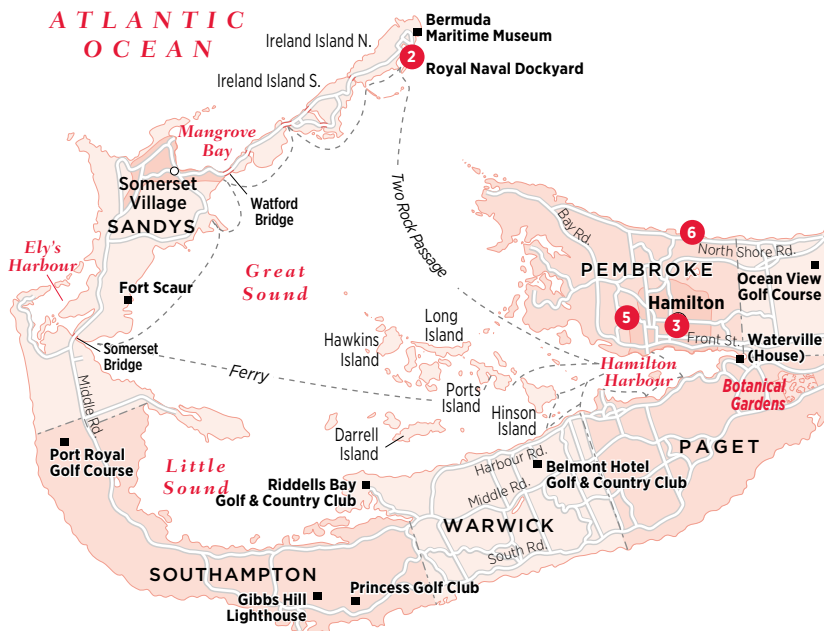 ATLANTIC
OCEAN
Bermuda
Maritime Museum
Ireland Island N.
2
Royal Naval Dockyard
Ireland Island S.
Mangrove
Bay
Somerset
Village
Watford
Bridge
SANDYS
Two Rock Passage
Bay Rd.
6
North Shore Rd.
Ely's
Harbour
PEMBROKE
Ocean View
Golf Course
Great
Sound
Fort Scaur
Hamilton
5
3
Long
Island
Front St.
Hawkins
Island
Waterville
(House)
Somerset
Bridge
Ferry
Hamilton
Harbour
Middle Rd.
Ports
Island
Botanical
Gardens
Hinson
Island
Darrell
Island
PAGET
Port Royal
Golf Course
Little
Sound
Harbour Rd.
Belmont Hotel
Golf & Country Club
Riddells Bay
Golf & Country Club
Middle Rd.
WARWICK
South Rd.
SOUTHAMPTON
Gibbs Hill
Lighthouse
Princess Golf Club